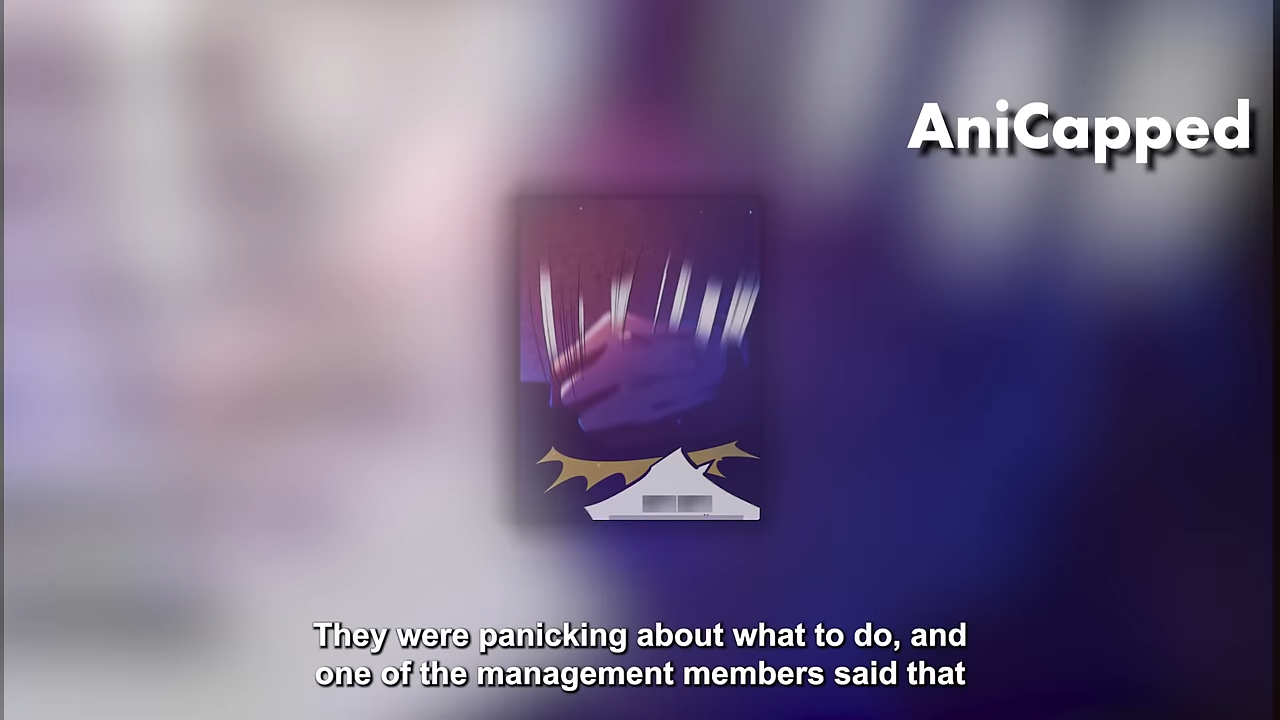 AniCapped
They were panicking about what to do, and
one of the management members said that